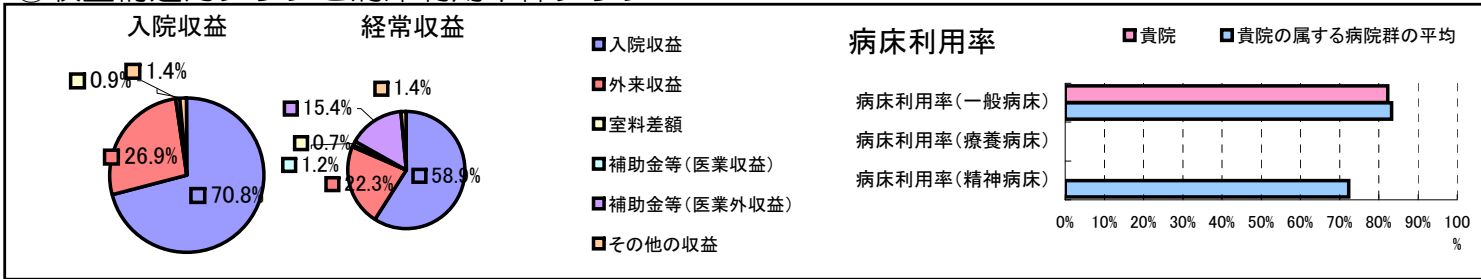 入院収益
0.9%
1.4%
26.9%
70.8%
経常収益
1.4%
15.4%
0.7%
1.2%
22.3%
58.9%
入院収益
外来収益
室料差額
補助金等(医業収益)
補助金等(医業外収益)
その他の収益
病床利用率
貴院 貴院の属する病院群の平均
病床利用率(一般病床)
病床利用率(療養病床)
病床利用率(精神病床)
0% 10% 20% 30% 40% 50% 60% 70% 80% 90% 100
%